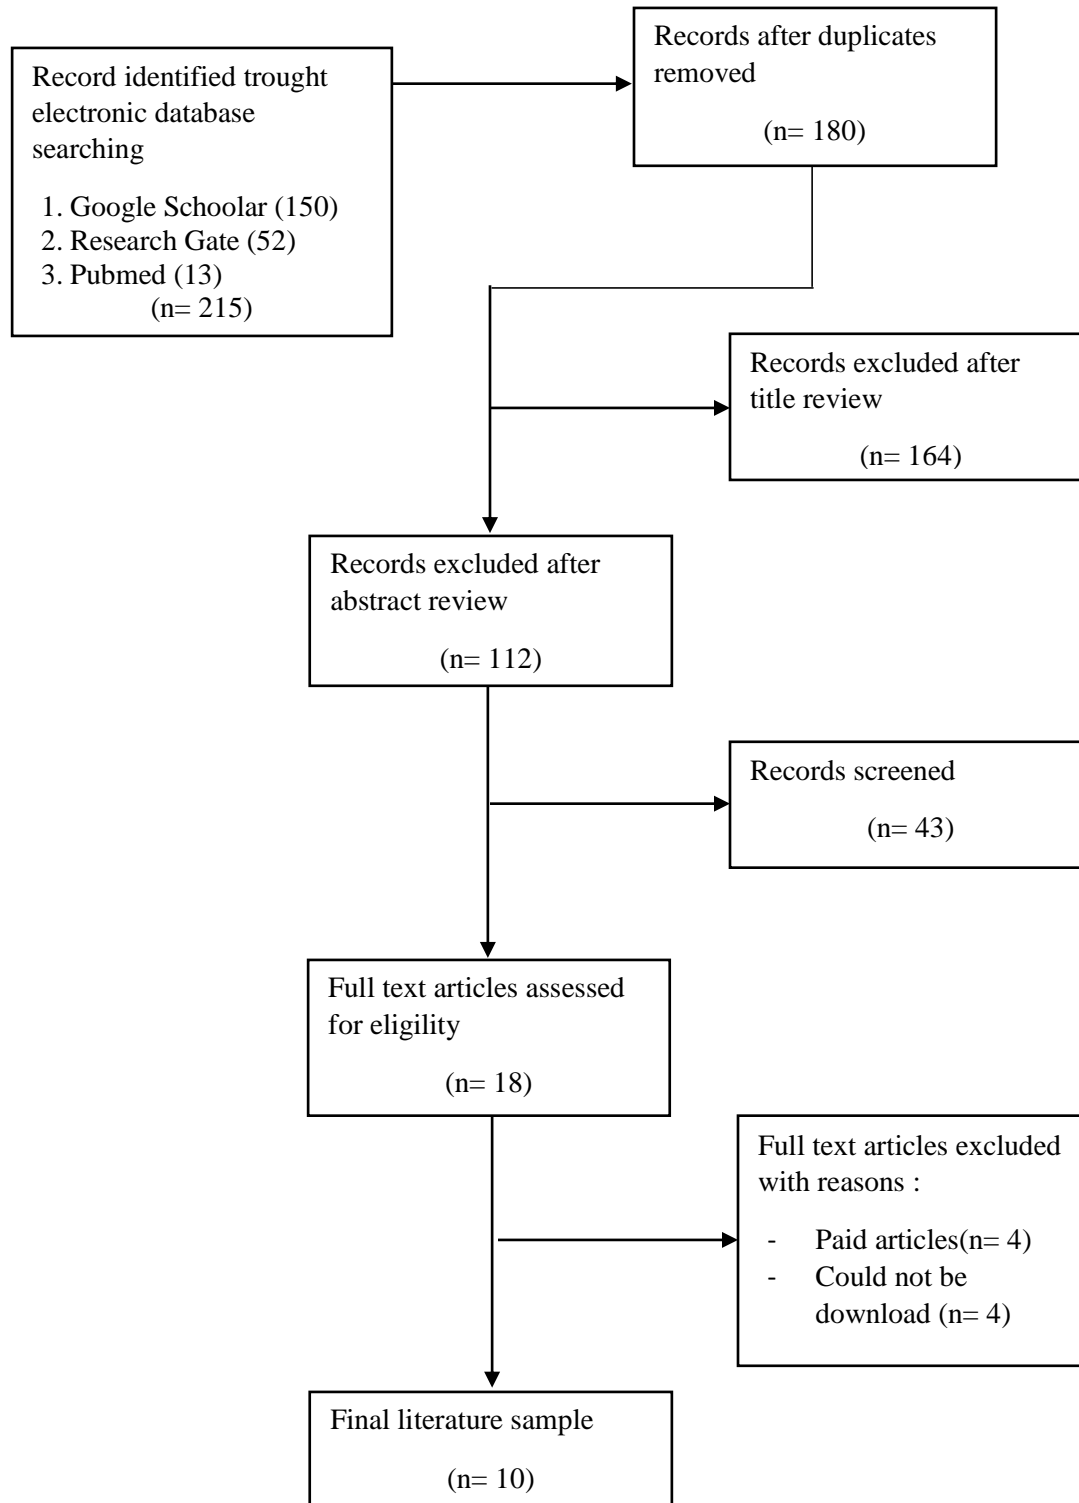 Record identified trought
electronic database
searching
1. Google Schoolar (150)
2. Research Gate (52)
3. Pubmed (13)
(n= 215)
Records after duplicates
removed
(n= 180)
Records excluded after
title review
(n= 164)
Records excluded after
abstract review
(n= 112)
Records screened
(n= 43)
Full text articles assessed
for eligility
(n= 18)
Full text articles excluded
with reasons :
- Paid articles(n= 4)
- Could not be
download (n= 4)
Final literature sample
(n= 10)